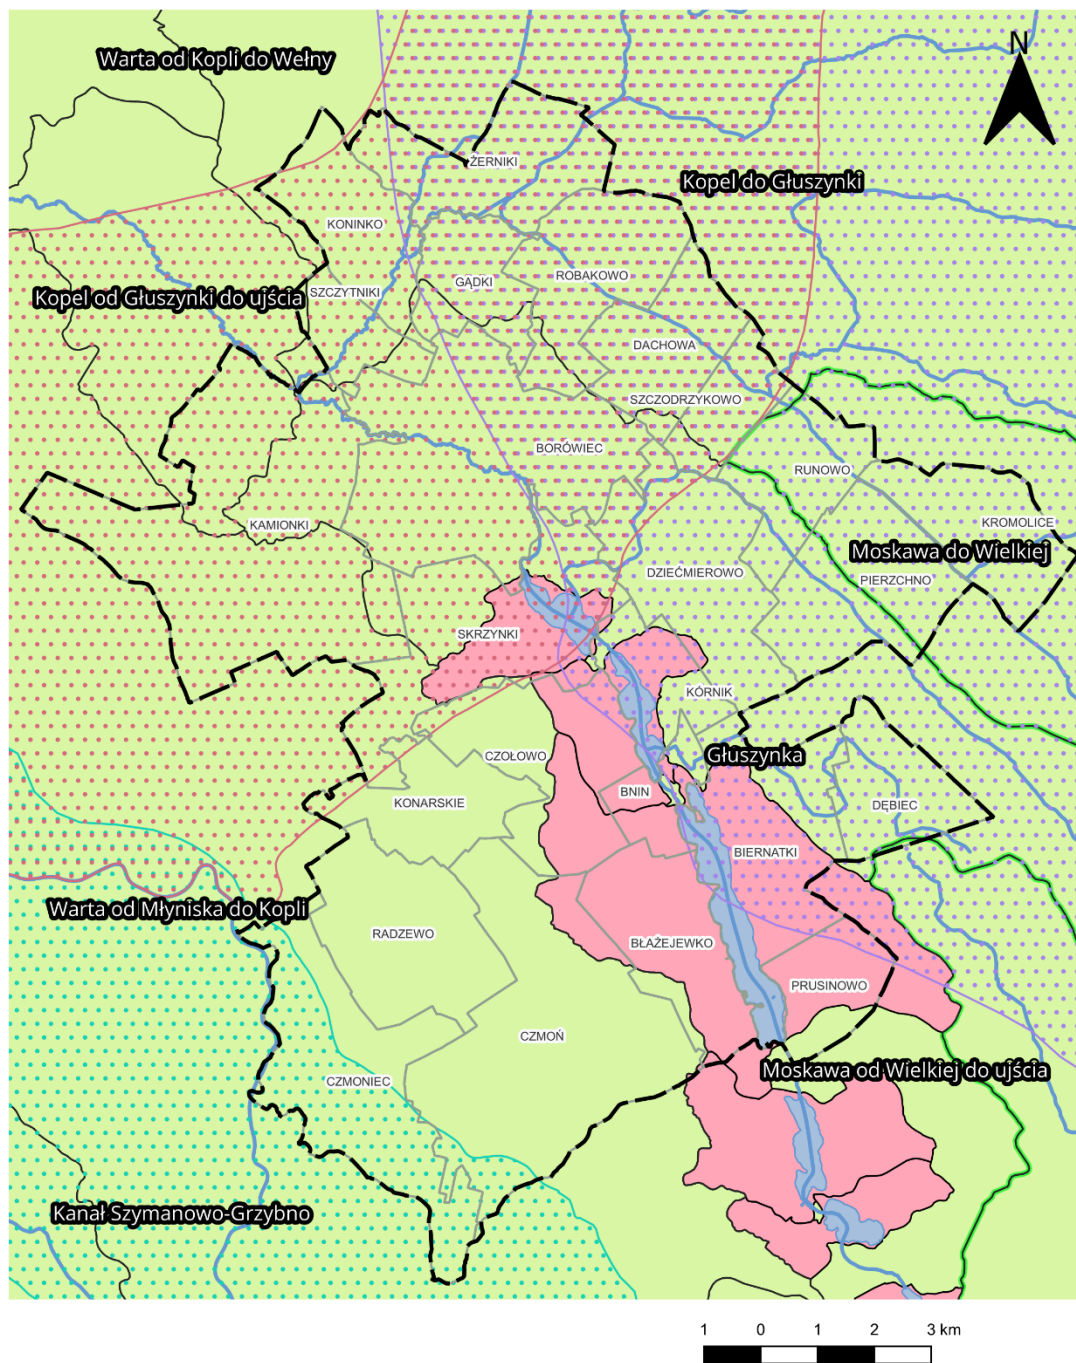 Warta od Kopli do Wełny
N
ŻERNIKI
Kopel do Głuszynki
KONINKO
ROBAKOWO
GĄDKI
SZCZYTNIKI
Kopel od Głuszynki do ujścia
DACHOWA
SZCZODRZYKOWO
BORÓWIEC
RUNOWO
KAMIONKI
KROMOLICE
Moskawa do Wielkiej
DZIEĆMIEROWO
PIERZCHNO
SKRZYNKI
KÓRNIK
CZOŁOWO
Głuszynka
BNIN
KONARSKIE
DĘBIEC
BIERNATKI
Warta od Młyniska do Kopli
RADZEWO
BŁAŻEJEWKO
PRUSINOWO
CZMOŃ
Moskawa od Wielkiej do ujścia
CZMONIEC
Kanał Szymanowo-Grzybno
1 0 1 2 3 km